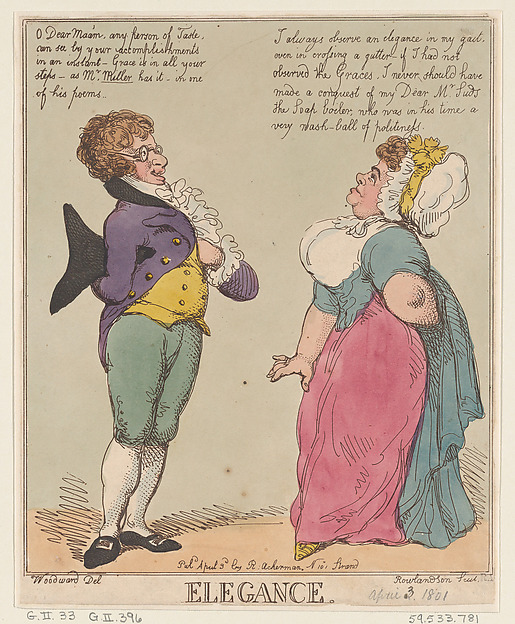 O Dear Ma'am, any person of Taste,
can see by your accomplishments
in an instant - Grace is in all your
steps - as Mr. Miller has it - in one
of his poems..
I always observe an elegance in my gait.
even in crossing a gutter - if I had not
observed the Graces, I never should have
made a conquest of my Dear Mr. Suds
the Soap boiler, who was in his time a
very wash-ball of politeness.
Pub. April 3d by R. Ackerman, N 101 Strand
Woodward Del
Rowlandson Scul.
ELEGANCE.
April 3, 1801
G.II.33 G.II.396
59.533.781